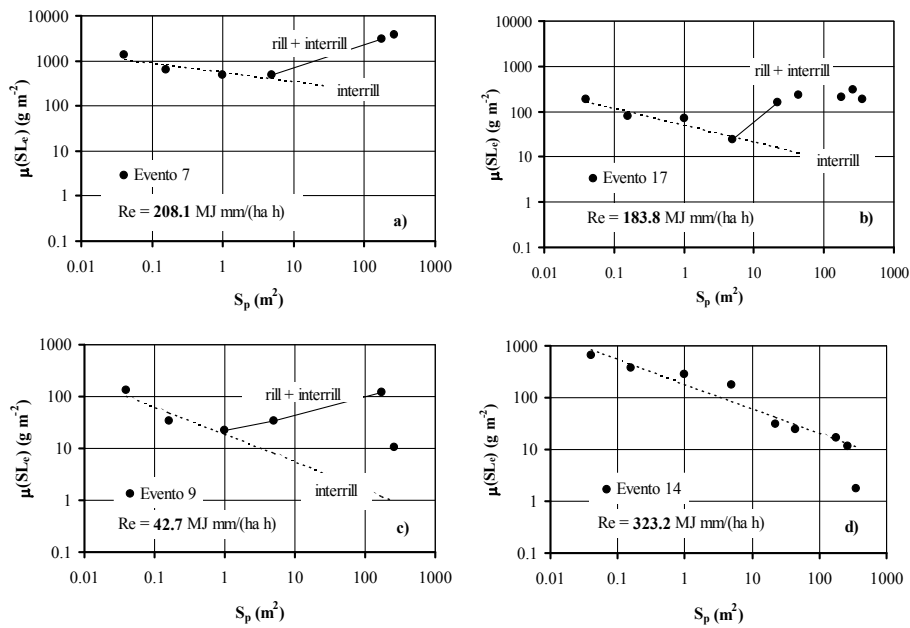 10000
1000
100
10
1
0.1
μ(SLe) (g m-2)
rill + interrill
interrill
Evento 7
Re = 208.1 MJ mm/(ha h)
a)
0.01 0.1 1 10 100 1000
Sp (m2)
10000
1000
100
10
1
0.1
μ(SLe) (g m-2)
rill + interrill
interrill
Evento 17
Re = 183.8 MJ mm/(ha h)
b)
0.01 0.1 1 10 100 1000
Sp (m2)
1000
100
10
1
0.1
μ(SLe) (g m-2)
rill + interrill
interrill
Evento 9
Re = 42.7 MJ mm/(ha h)
c)
0.01 0.1 1 10 100 1000
Sp (m2)
1000
100
10
1
0.1
μ(SLe) (g m-2)
Evento 14
Re = 323.2 MJ mm/(ha h)
d)
0.01 0.1 1 10 100 1000
Sp (m2)